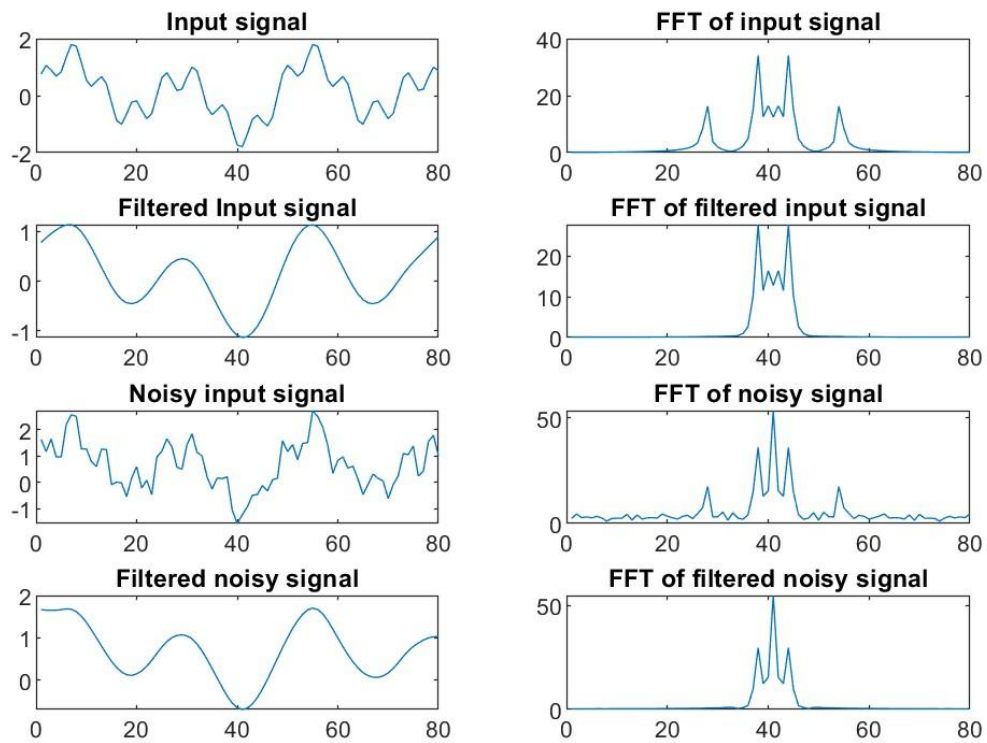 Input signal
2
0
-2
0 20 40 60 80
FFT of input signal
40
20
0
0 20 40 60 80
Filtered Input signal
1
0
-1
0 20 40 60 80
FFT of filtered input signal
20
10
0
0 20 40 60 80
Noisy input signal
2
1
0
-1
0 20 40 60 80
FFT of noisy signal
50
0
0 20 40 60 80
Filtered noisy signal
2
1
0
0 20 40 60 80
FFT of filtered noisy signal
50
0
0 20 40 60 80